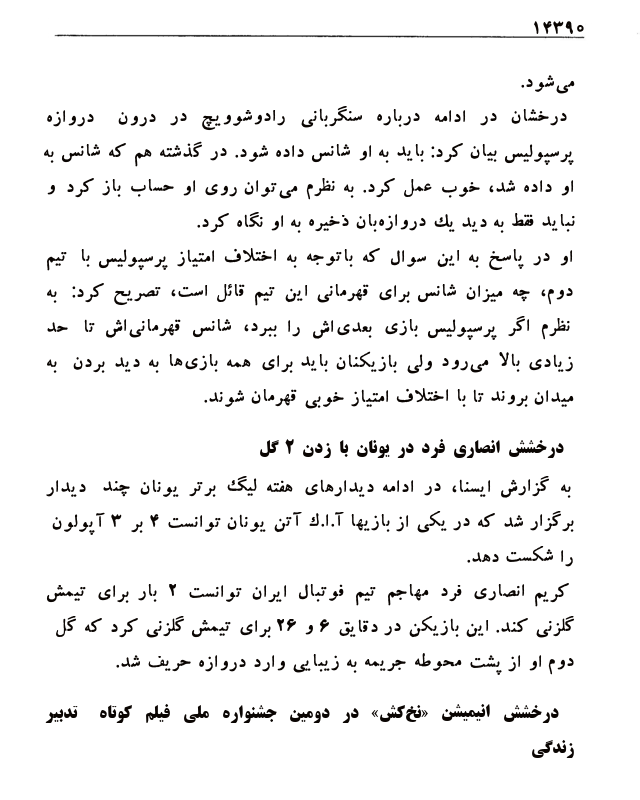 ۱۴۳۹۰
می‌شود.
درخشان در ادامه درباره سنگربانی رادوشوویچ در درون دروازه
پرسپولیس بیان کرد: باید به او شانس داده شود. در گذشته هم که شانس به
او داده شد، خوب عمل کرد. به نظرم می‌توان روی او حساب باز کرد و
نباید فقط به دید یك دروازه‌بان ذخیره به او نگاه کرد.
او در پاسخ به این سوال که باتوجه به اختلاف امتیاز پرسپولیس با تیم
دوم، چه میزان شانس برای قهرمانی این تیم قائل است، تصریح کرد: به
نظرم اگر پرسپولیس بازی بعدی‌اش را ببرد، شانس قهرمانی‌اش تا حد
زیادی بالا می‌رود ولی بازیکنان باید برای همه بازی‌ها به دید بردن به
میدان بروند تا با اختلاف امتیاز خوبی قهرمان شوند.
درخشش انصاری فرد در یونان با زدن ۲ گل
به گزارش ایسنا، در ادامه دیدارهای هفته لیگ برتر یونان چند دیدار
برگزار شد که در یکی از بازیها آ.ا.ك آتن یونان توانست ۴ بر ۳ آپولون
را شکست دهد.
کریم انصاری فرد مهاجم تیم فوتبال ایران توانست ۲ بار برای تیمش
گلزنی کند. این بازیکن در دقایق ۶ و ۲۶ برای تیمش گلزنی کرد که گل
دوم او از پشت محوطه جریمه به زیبایی وارد دروازه حریف شد.
درخشش انیمیشن «نخ‌کش» در دومین جشنواره ملی فیلم کوتاه تدبیر
زندگی